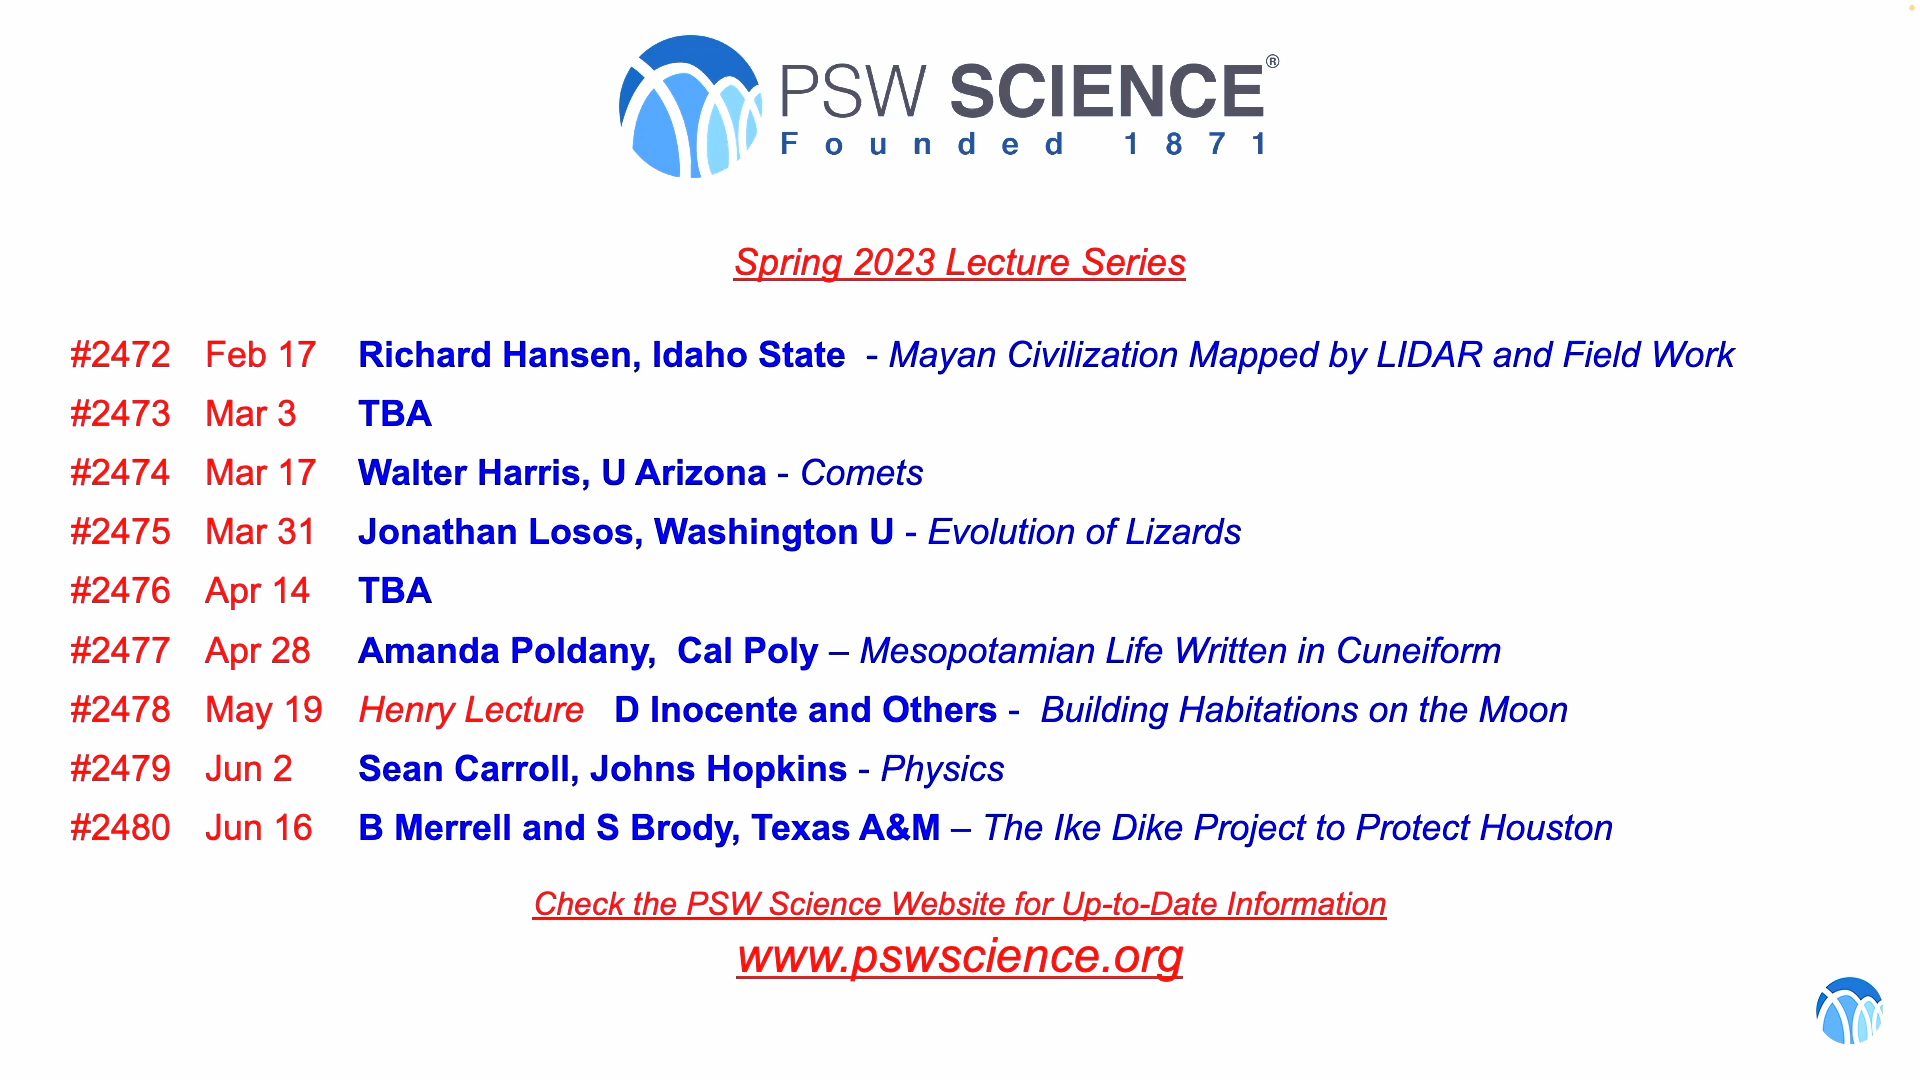 PSW SCIENCE®
Founded 1871
Spring 2023 Lecture Series
#2472 Feb 17 Richard Hansen, Idaho State - Mayan Civilization Mapped by LIDAR and Field Work
#2473 Mar 3 TBA
#2474 Mar 17 Walter Harris, U Arizona - Comets
#2475 Mar 31 Jonathan Losos, Washington U - Evolution of Lizards
#2476 Apr 14 TBA
#2477 Apr 28 Amanda Poldany, Cal Poly – Mesopotamian Life Written in Cuneiform
#2478 May 19 Henry Lecture D Inocente and Others - Building Habitations on the Moon
#2479 Jun 2 Sean Carroll, Johns Hopkins - Physics
#2480 Jun 16 B Merrell and S Brody, Texas A&M – The Ike Dike Project to Protect Houston
Check the PSW Science Website for Up-to-Date Information
www.pswscience.org